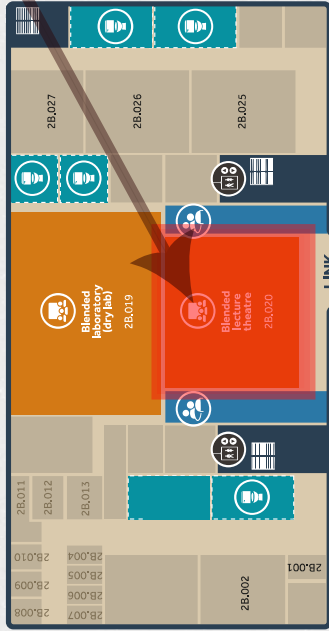 2B.027
2B.026
2B.025
Blended
laboratory
(dry lab)
2B.019
Blended
lecture
theatre
2B.020
LINK
2B.011
2B.012
2B.013
2B.010
2B.009
2B.008
2B.004
2B.005
2B.006
2B.007
2B.002
2B.001